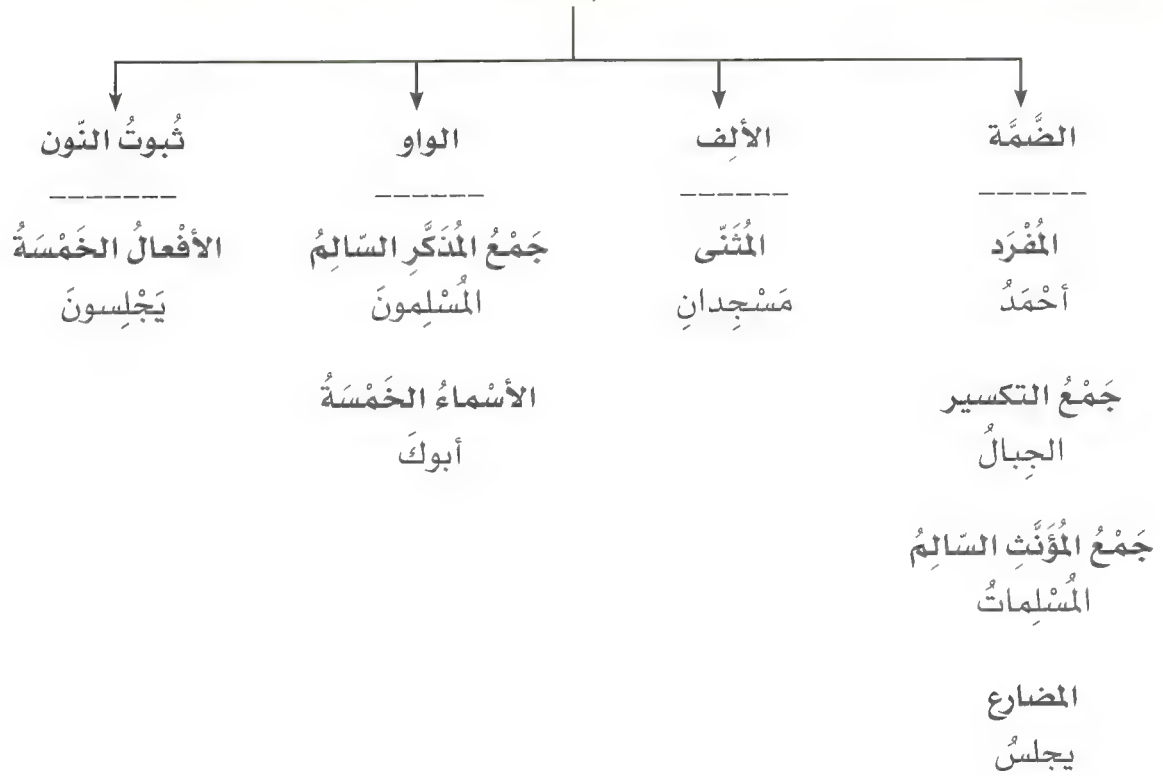 الضَّمَّة
الألِف
الواو
ثُبوتُ النّون
المُفْرَد
المُثَنّى
جَمْعُ المُذَكَّرِ السّالِمُ
الأفْعالُ الخَمْسَةُ
أحْمَدُ
مَسْجِدانِ
المُسْلِمونَ
يَجْلِسونَ
جَمْعُ التكسير
الأسْماءُ الخَمْسَةُ
الجِبالُ
أبوكَ
جَمْعُ المُؤَنَّثِ السّالِمُ
المُسْلِماتُ
المضارع
يجلسُ